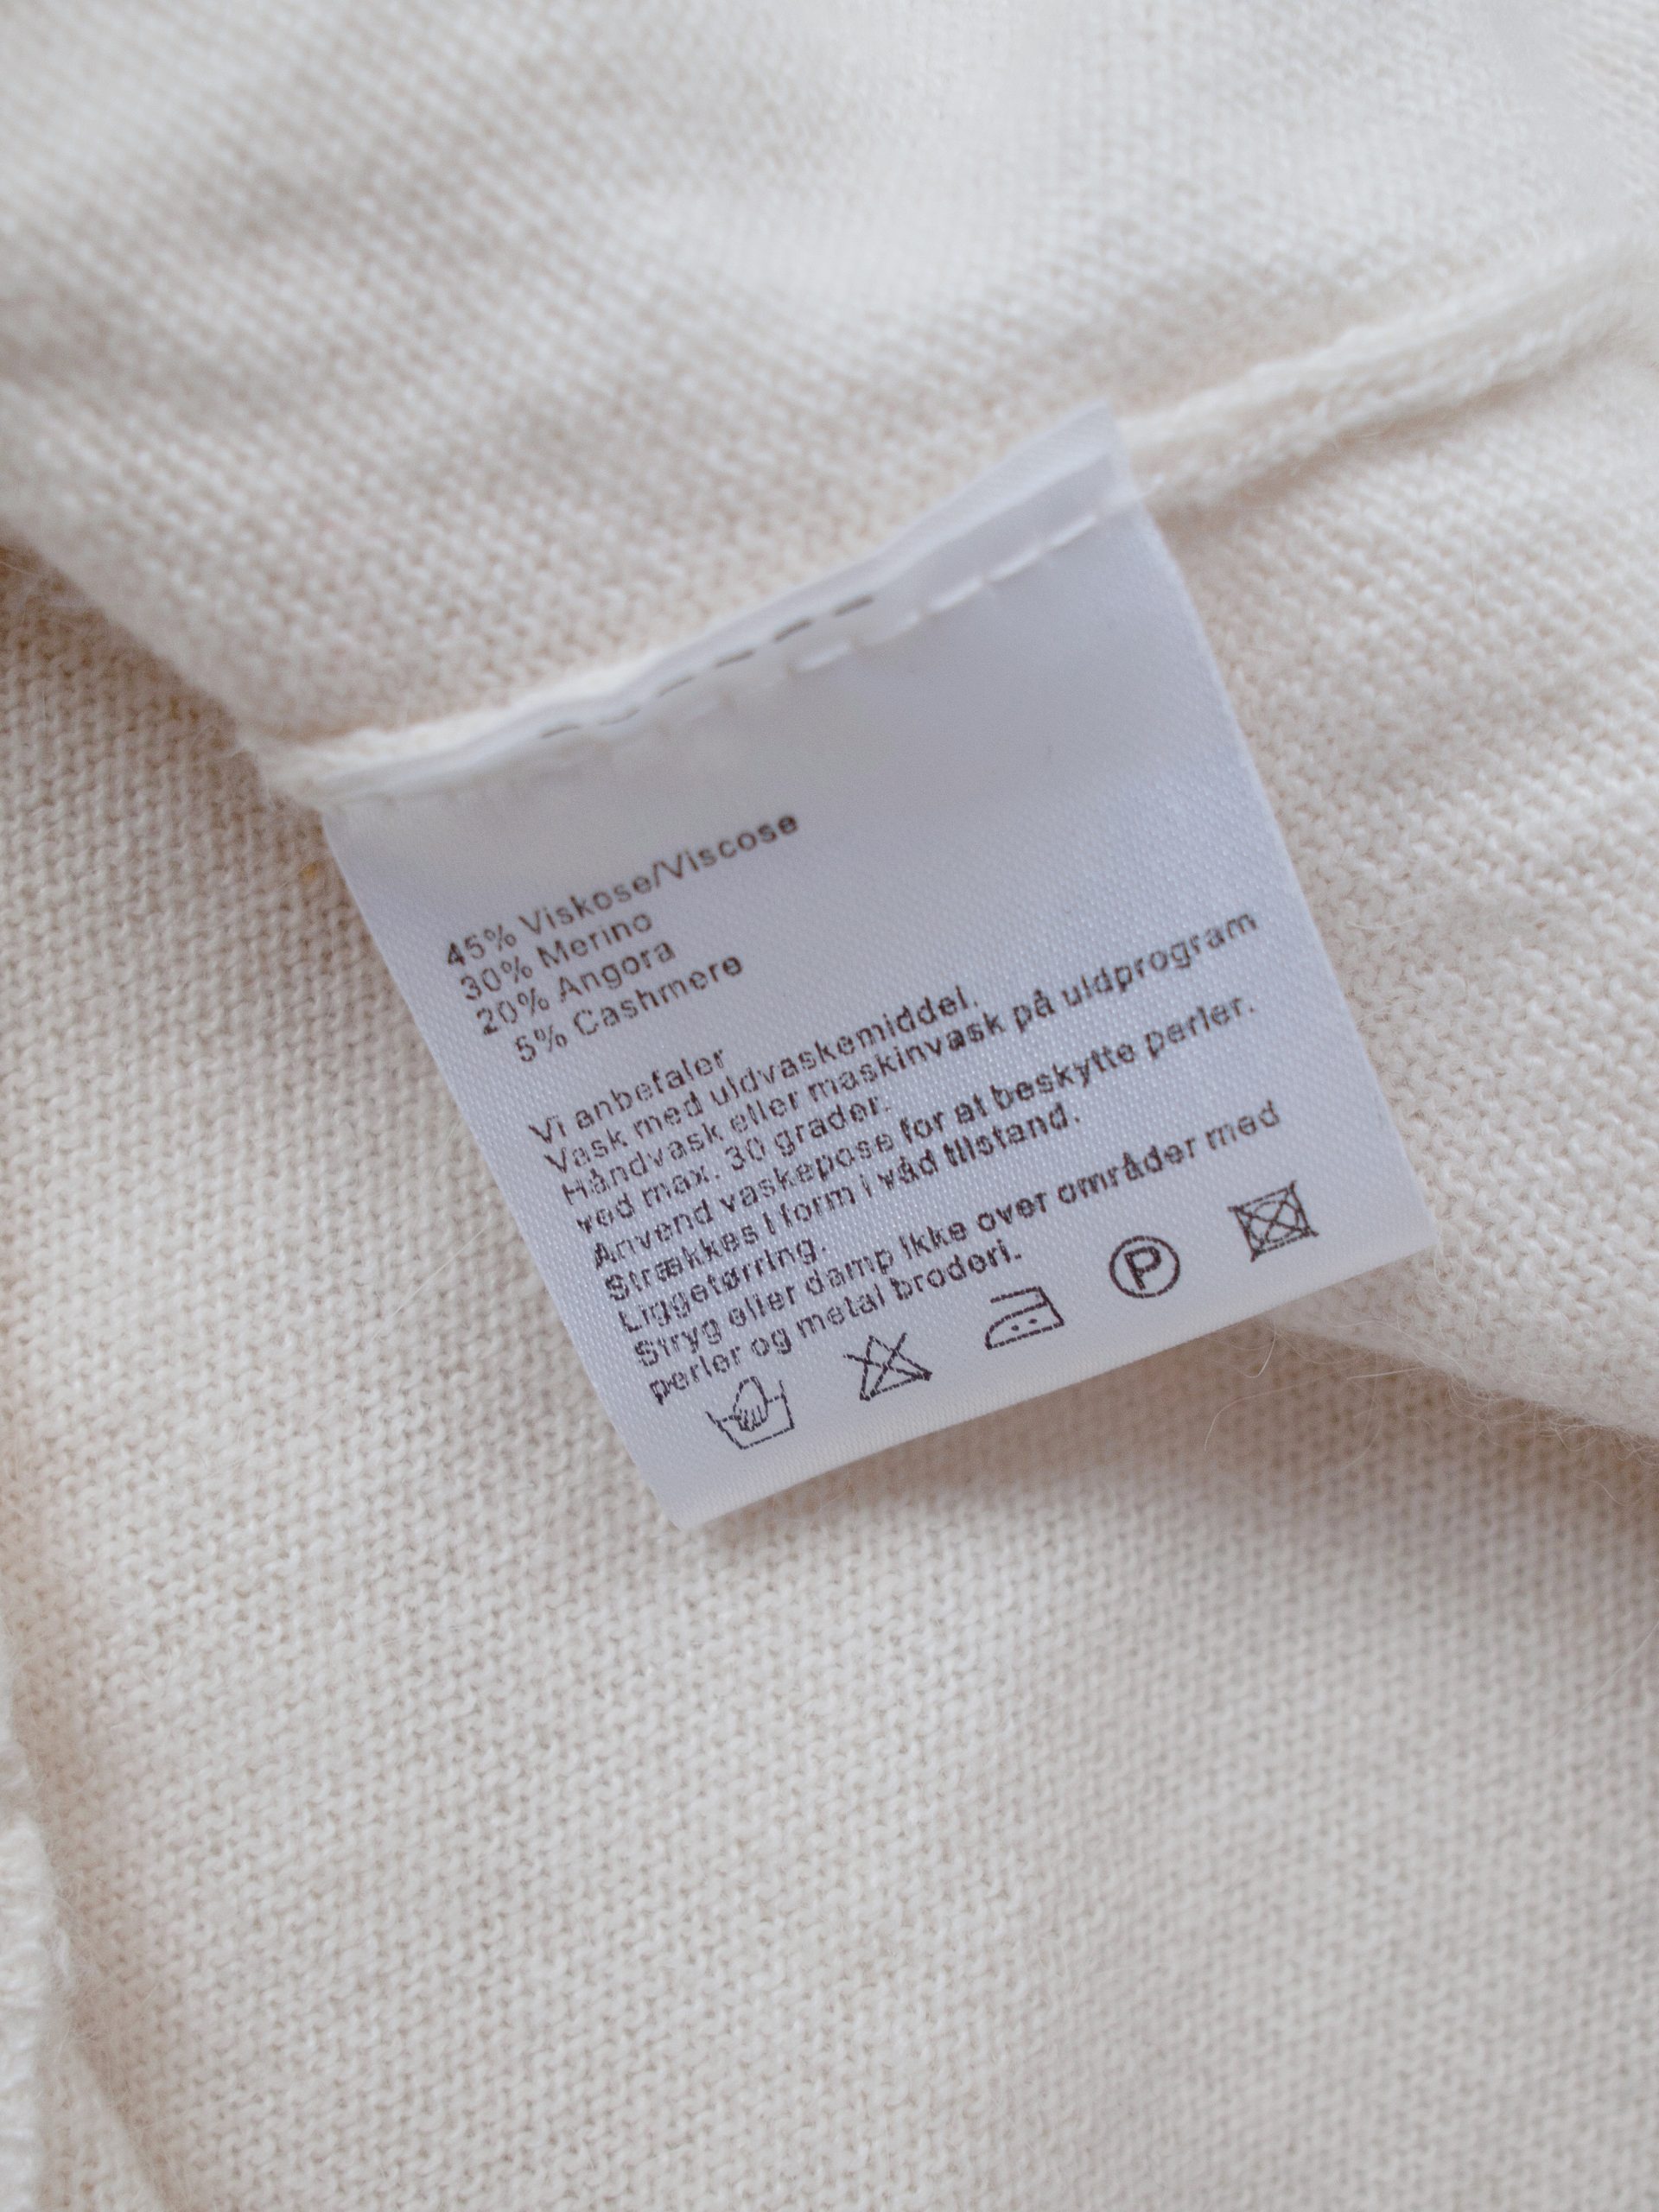 45% Viskose/Viscose
30% Merino
20% Angora
5% Cashmere
Vi anbefaler
Vask med uldvaskemiddel.
Håndvask eller maskinvask på uldprogram
ved max. 30 grader.
Anvend vaskepose for at beskytte perler.
Strækkes i form i våd tilstand.
Liggetørring.
Stryg eller damp ikke over områder med
perler og metal broderi.
P